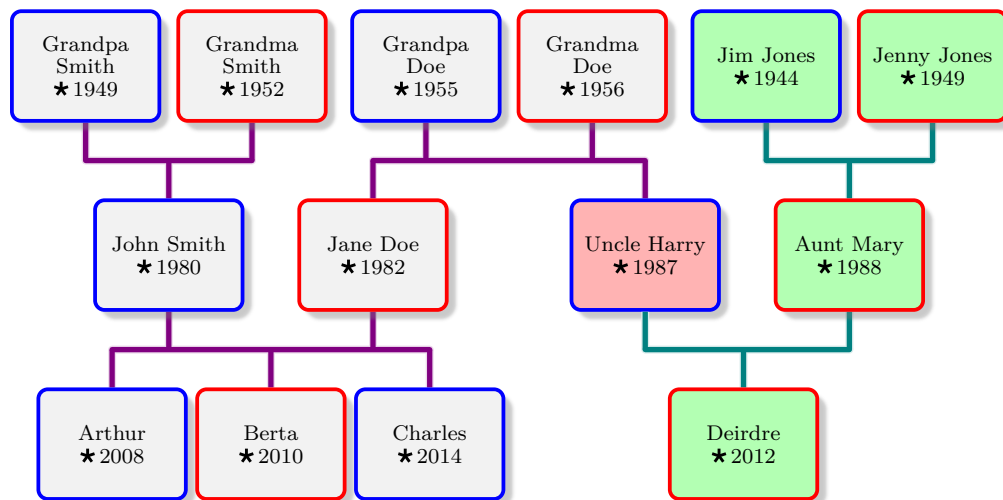 Grandpa
Smith
★ 1949
Grandma
Smith
★ 1952
Grandpa
Doe
★ 1955
Grandma
Doe
★ 1956
Jim Jones
★ 1944
Jenny Jones
★ 1949
John Smith
★ 1980
Jane Doe
★ 1982
Uncle Harry
★ 1987
Aunt Mary
★ 1988
Arthur
★ 2008
Berta
★ 2010
Charles
★ 2014
Deirdre
★ 2012